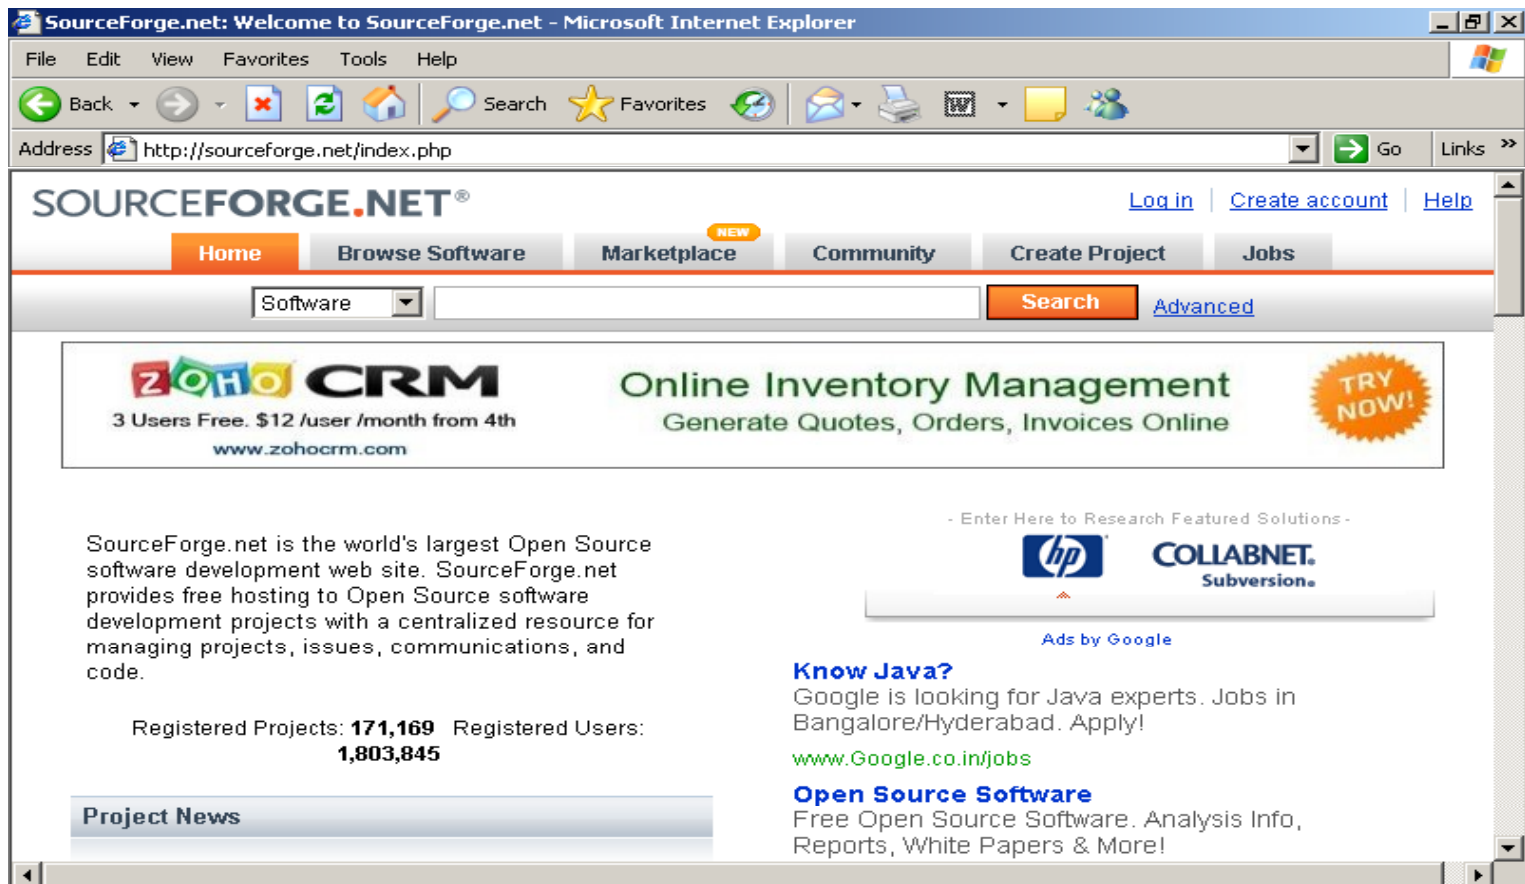 SourceForge.net: Welcome to SourceForge.net - Microsoft Internet Explorer
File Edit View Favorites Tools Help
Back Search Favorites W
Address http://sourceforge.net/index.php Go Links »
SOURCEFORGE.NET® Log in | Create account | Help
NEW
Home Browse Software Marketplace Community Create Project Jobs
Software Search Advanced
ZOHO CRM
3 Users Free. $12 /user /month from 4th
www.zohocrm.com
Online Inventory Management
Generate Quotes, Orders, Invoices Online
TRY
NOW!
SourceForge.net is the world's largest Open Source
software development web site. SourceForge.net
provides free hosting to Open Source software
development projects with a centralized resource for
managing projects, issues, communications, and
code.
Registered Projects: 171,169 Registered Users:
1,803,845
Project News
- Enter Here to Research Featured Solutions -
hp COLLABNET.
Subversion.
Ads by Google
Know Java?
Google is looking for Java experts. Jobs in
Bangalore/Hyderabad. Apply!
www.Google.co.in/jobs
Open Source Software
Free Open Source Software. Analysis Info,
Reports, White Papers & More!